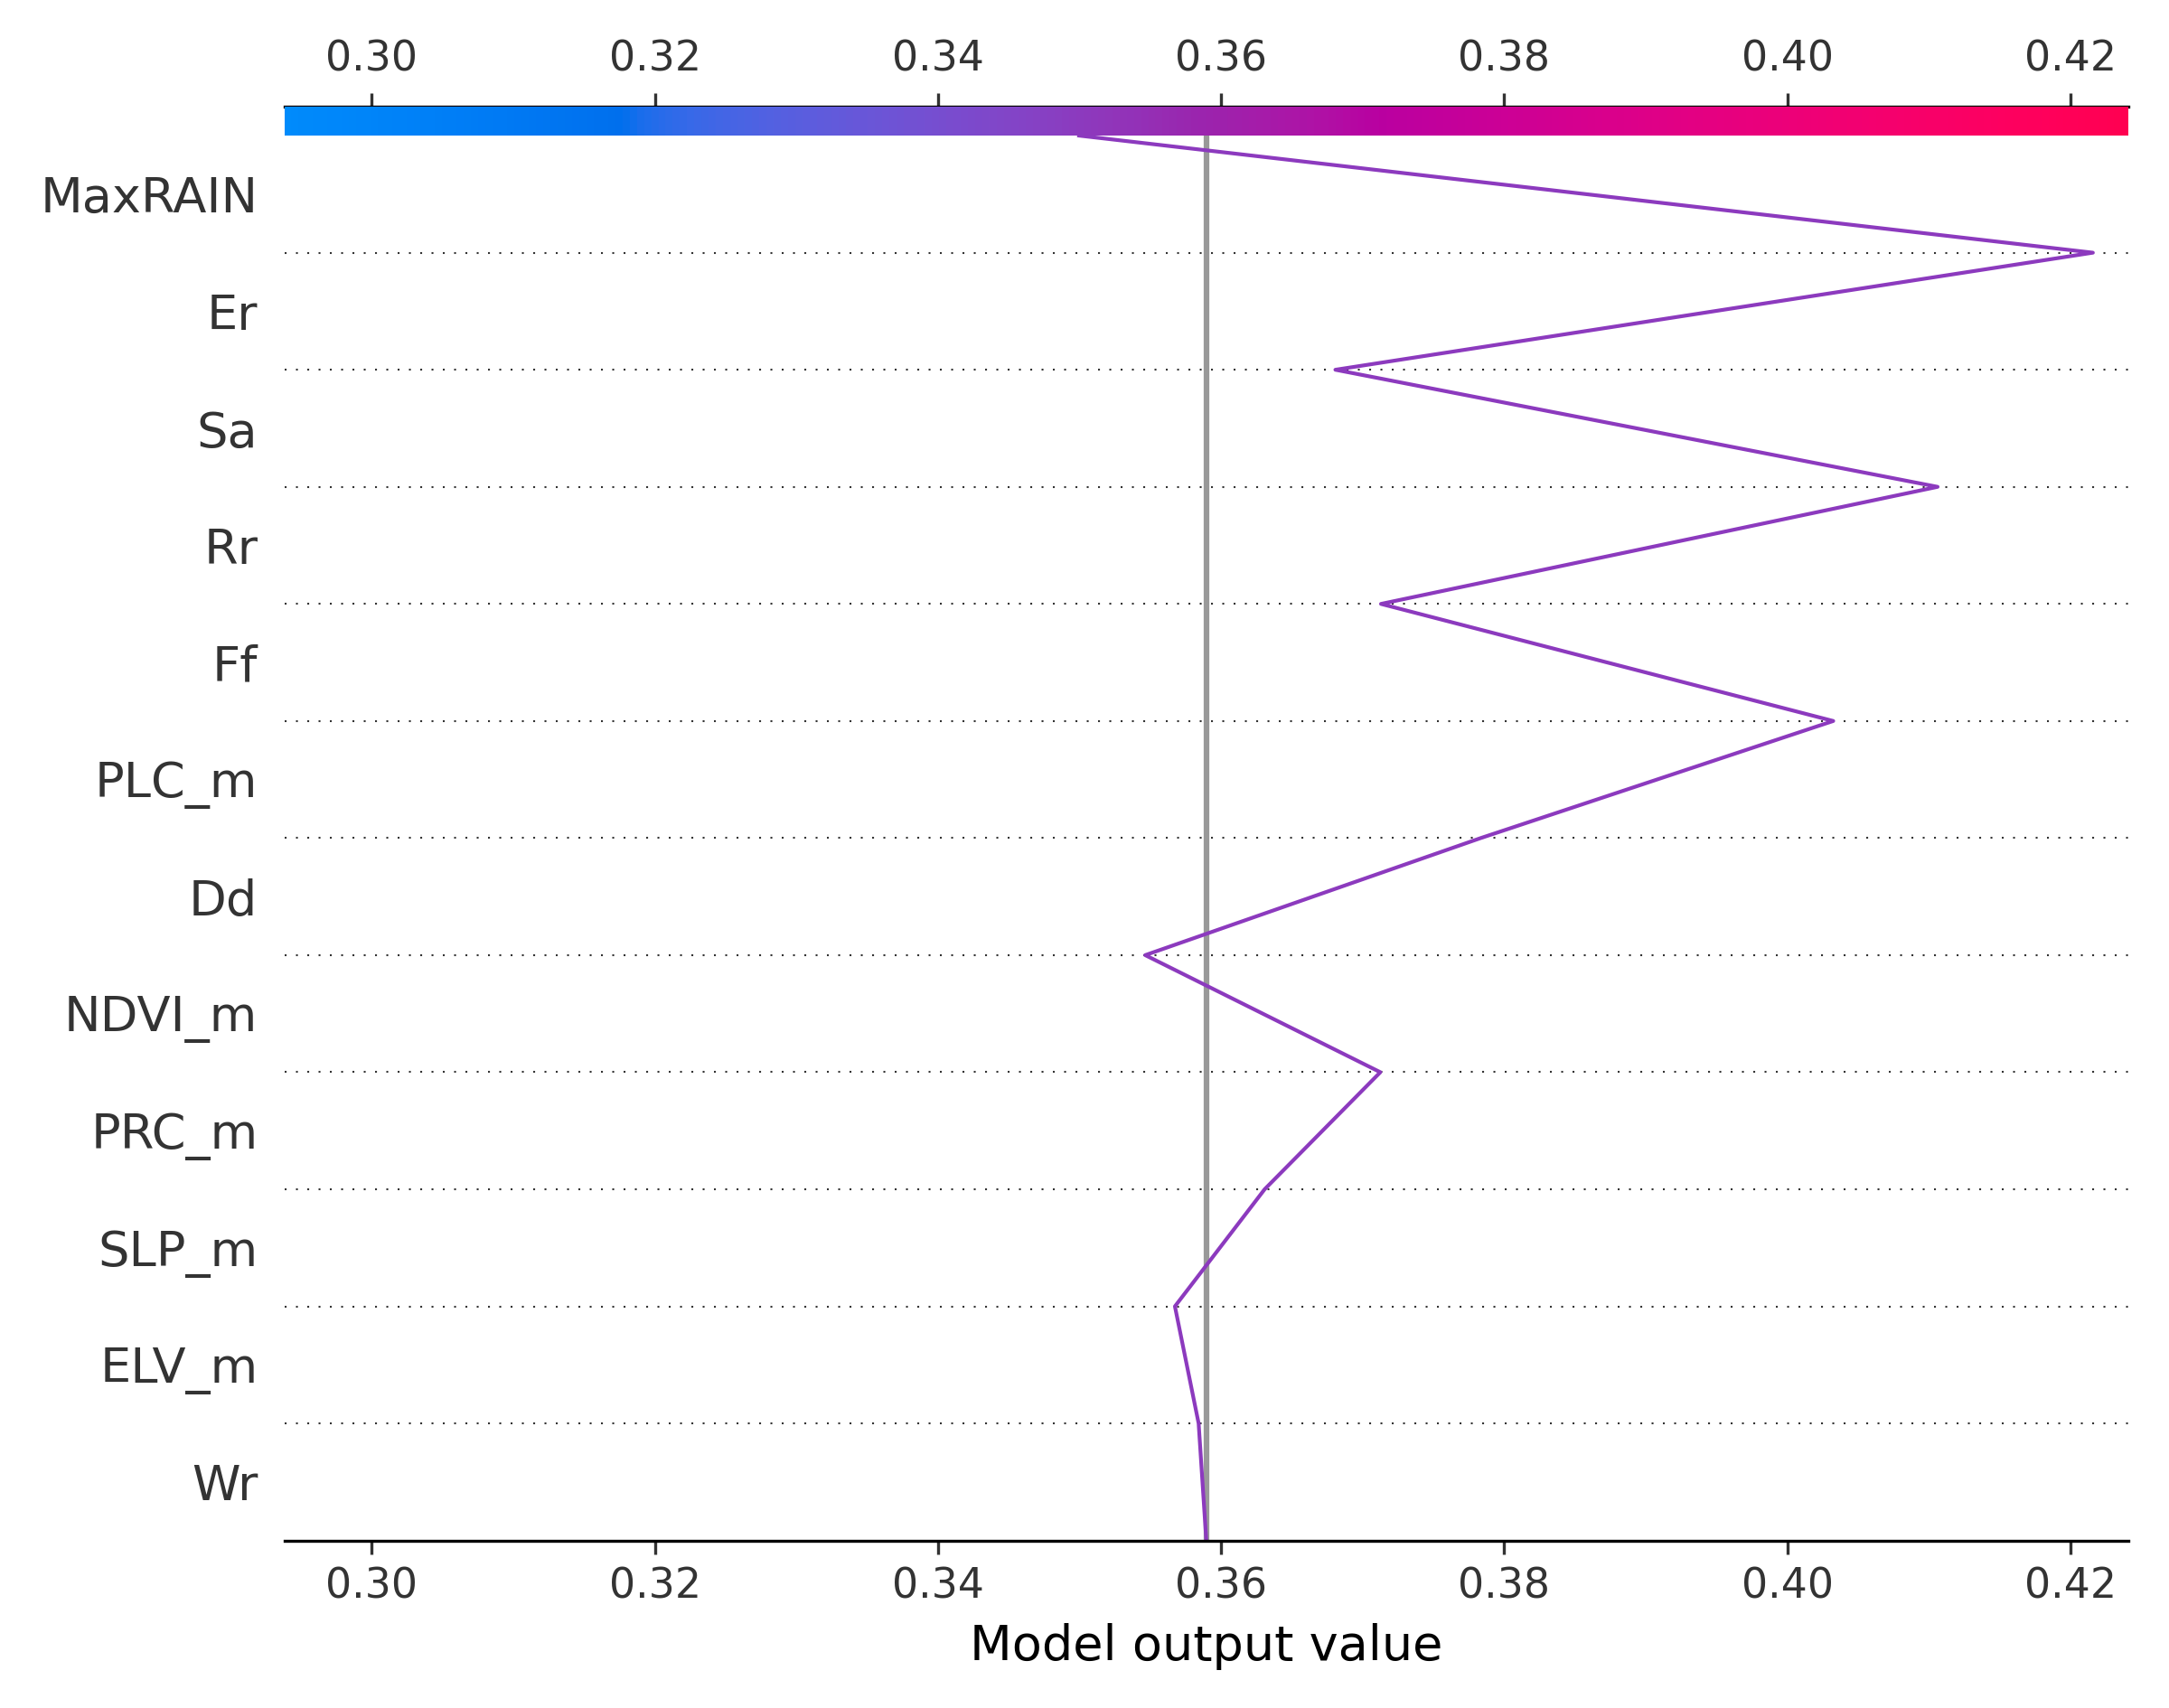 0.30 0.32 0.34 0.36 0.38 0.40 0.42
MaxRAIN
Er
Sa
Rr
Ff
PLC_m
Dd
NDVI_m
PRC_m
SLP_m
ELV_m
Wr
0.30 0.32 0.34 0.36 0.38 0.40 0.42
Model output value